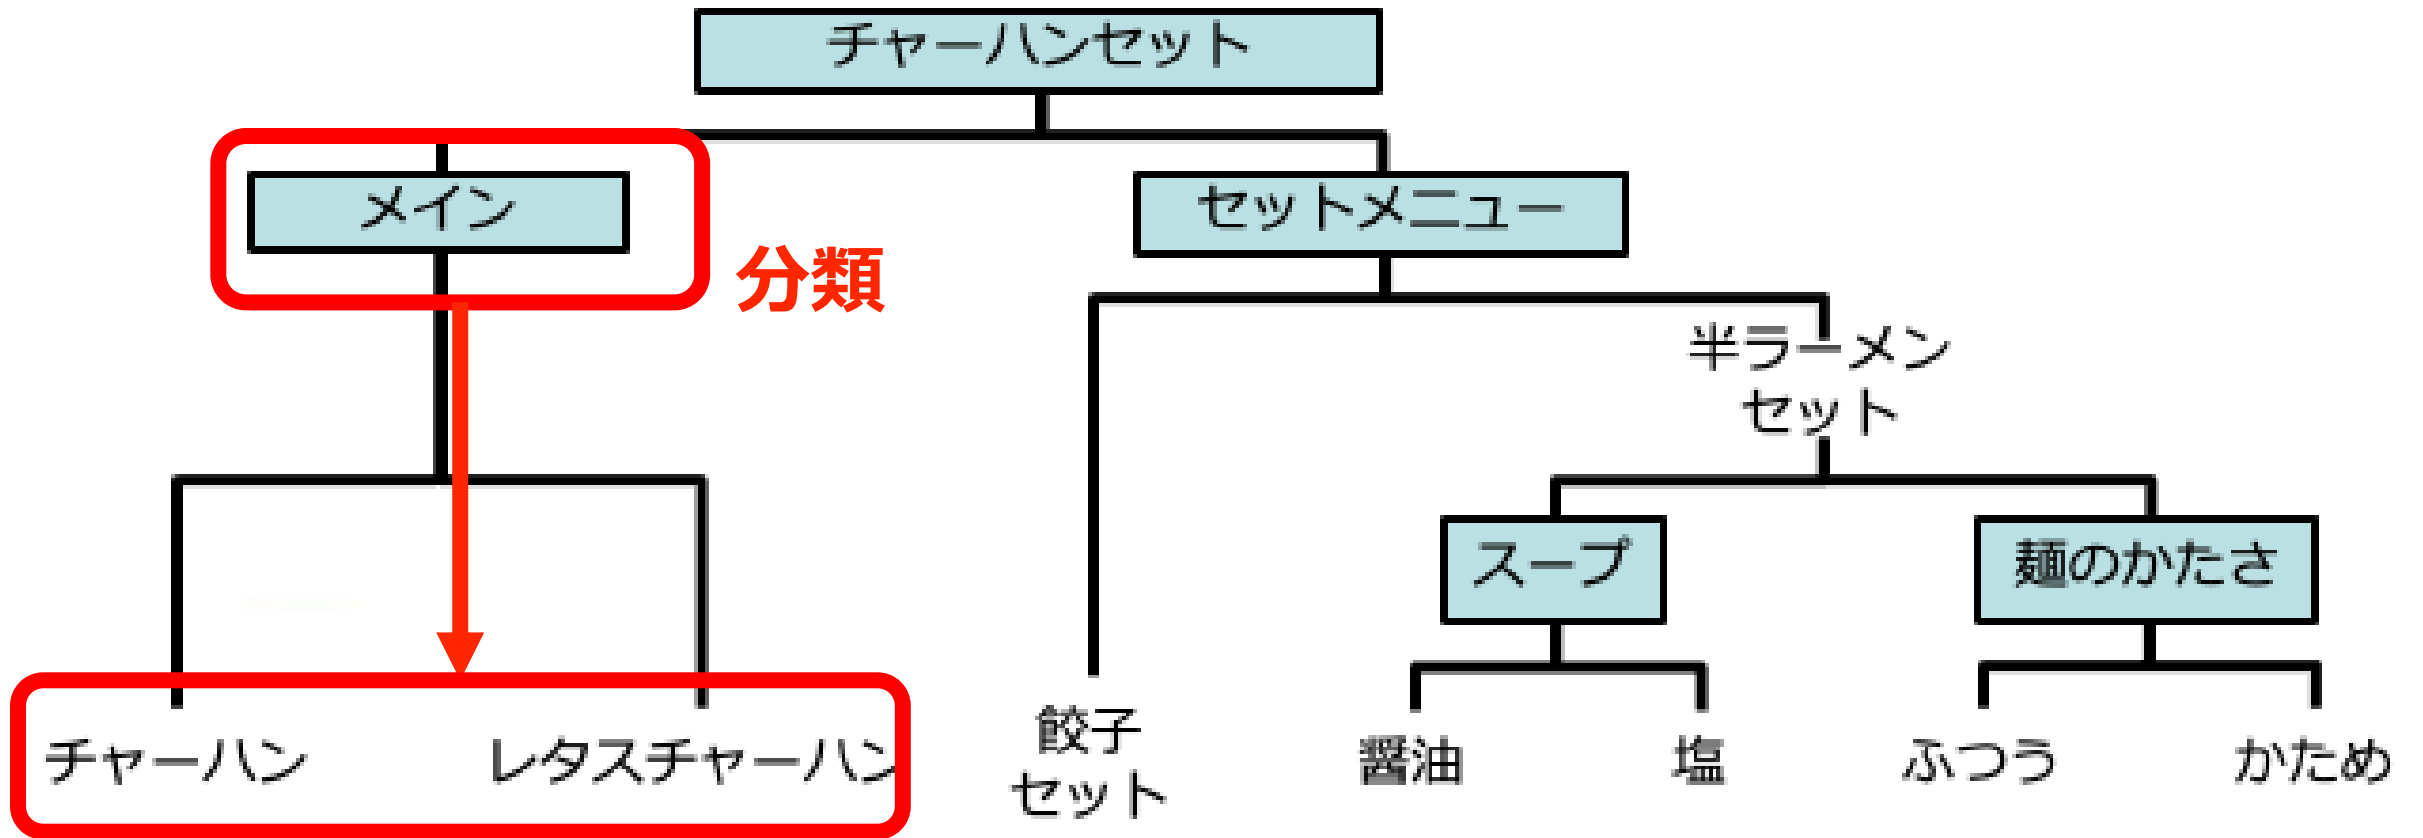 チャーハンセット
メイン
セットメニュー
分類
半ラーメン
セット
スープ
麺のかたさ
チャーハン
レタスチャーハン
餃子
セット
醤油
塩
ふつう
かため